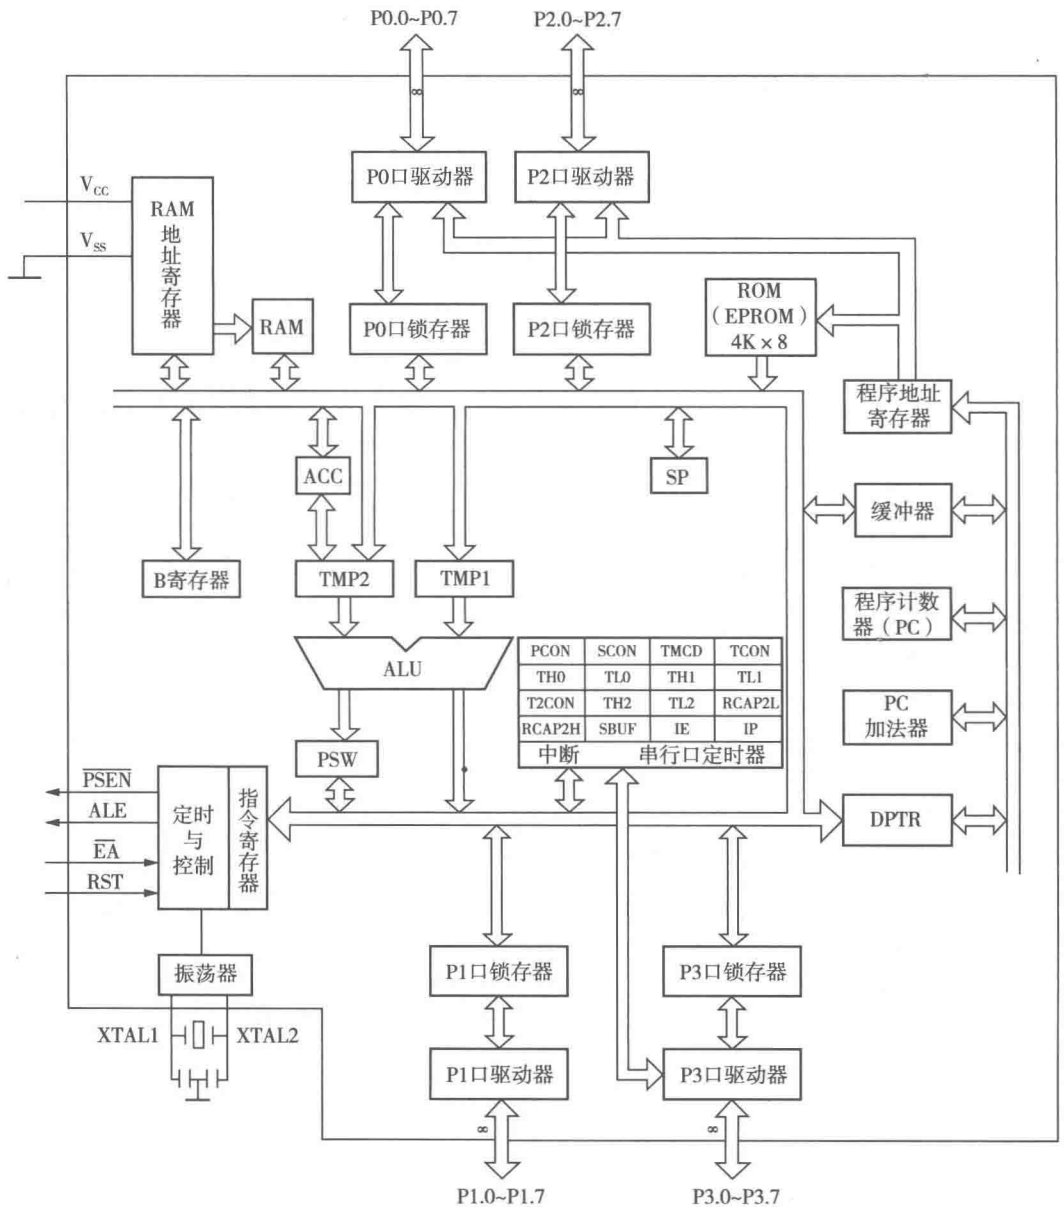 P0.0~P0.7
P2.0~P2.7
8
8
P0口驱动器
P2口驱动器
V_CC
V_SS
RAM
地址寄存器
RAM
P0口锁存器
P2口锁存器
ROM
(EPROM)
4K×8
程序地址
寄存器
ACC
SP
缓冲器
B寄存器
TMP2
TMP1
程序计数
器(PC)
ALU
PCON SCON TMCD TCON
TH0 TL0 TH1 TL1
T2CON TH2 TL2 RCAP2L
RCAP2H SBUF IE IP
中断 串行口定时器
PC
加法器
PSW
PSEN
ALE
EA
RST
定时
与
控制
指令寄存器
DPTR
振荡器
XTAL1
XTAL2
P1口锁存器
P3口锁存器
P1口驱动器
P3口驱动器
8
8
P1.0~P1.7
P3.0~P3.7